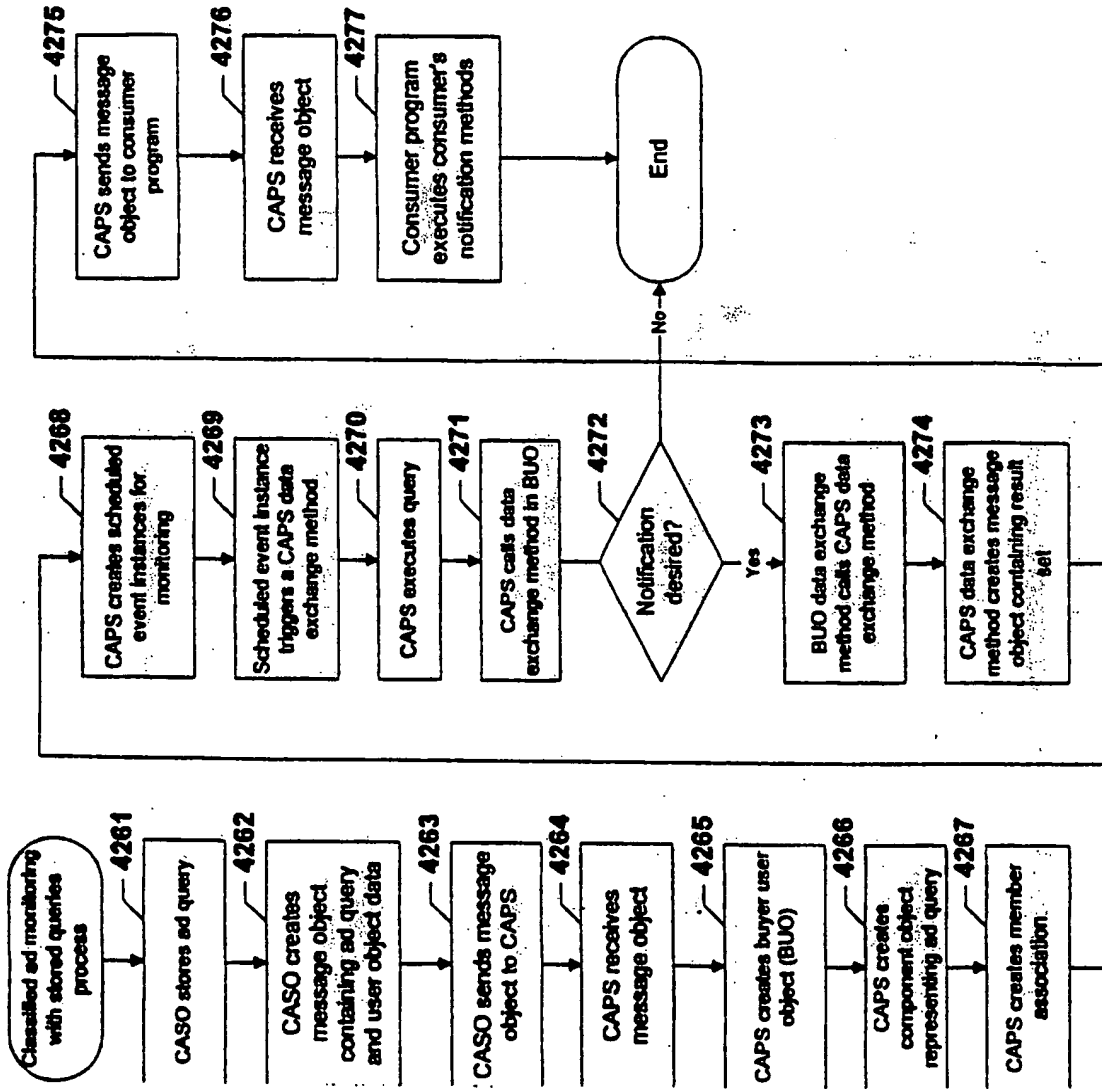 Classified ad monitoring
with stored queries
process
4261
CASO stores ad query
4262
CASO creates
message object
containing ad query
and user object data
4263
CASO sends message
object to CAPS
4264
CAPS receives
message object
4265
CAPS creates buyer user
object (BUO)
4266
CAPS creates
component object
representing ad query
4267
CAPS creates member
association
4268
CAPS creates scheduled
event instances for
monitoring
4269
Scheduled event instance
triggers a CAPS data
exchange method
4270
CAPS executes query
4271
CAPS calls data
exchange method in BUO
4272
Notification
desired?
No
Yes
4273
BUO data exchange
method calls CAPS data
exchange method
4274
CAPS data exchange
method creates message
object containing result
set
4275
CAPS sends message
object to consumer
program
4276
CAPS receives
message object
4277
Consumer program
executes consumer's
notification methods
End